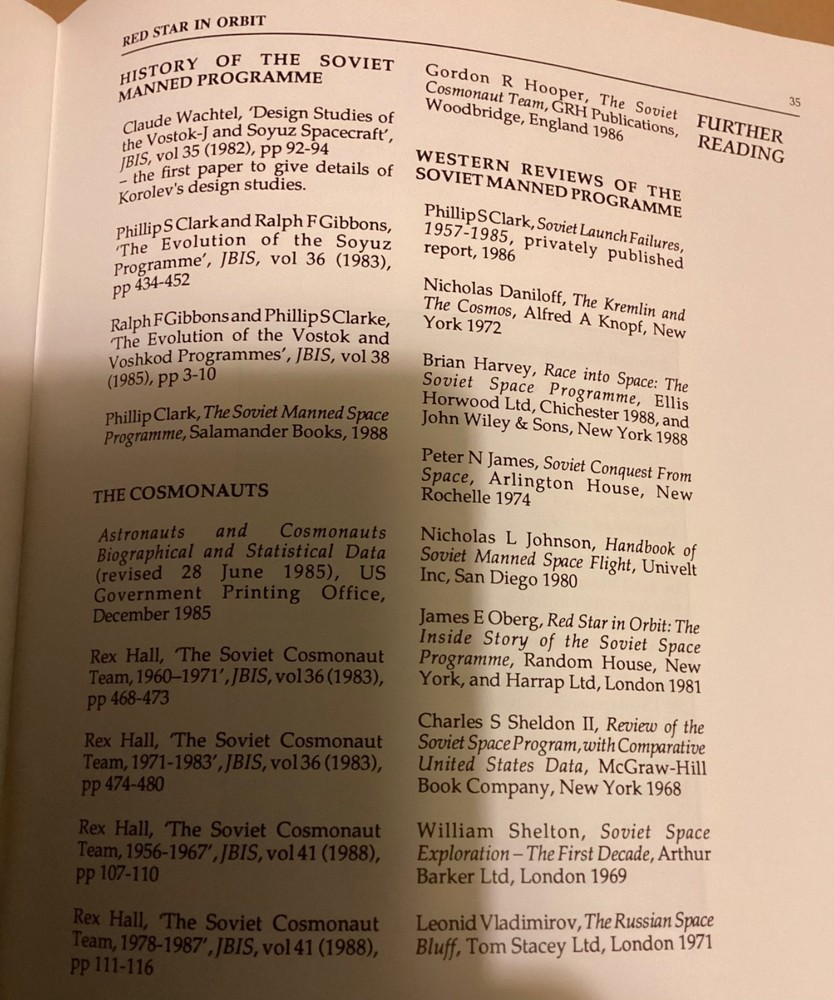 RED STAR IN ORBIT
35
FURTHER
READING
HISTORY OF THE SOVIET
MANNED PROGRAMME
Claude Wachtel, 'Design Studies of
the Vostok-J and Soyuz Spacecraft',
JBIS, vol 35 (1982), pp 92-94
– the first paper to give details of
Korolev's design studies.
Phillip S Clark and Ralph F Gibbons,
'The Evolution of the Soyuz
Programme', JBIS, vol 36 (1983),
pp 434-452
Ralph F Gibbons and Phillip S Clarke,
'The Evolution of the Vostok and
Voshkod Programmes', JBIS, vol 38
(1985), pp 3-10
Phillip Clark, The Soviet Manned Space
Programme, Salamander Books, 1988
THE COSMONAUTS
Astronauts and Cosmonauts
Biographical and Statistical Data
(revised 28 June 1985), US
Government Printing Office,
December 1985
Rex Hall, 'The Soviet Cosmonaut
Team, 1960–1971', JBIS, vol 36 (1983),
pp 468-473
Rex Hall, 'The Soviet Cosmonaut
Team, 1971-1983', JBIS, vol 36 (1983),
pp 474-480
Rex Hall, 'The Soviet Cosmonaut
Team, 1956-1967', JBIS, vol 41 (1988),
pp 107-110
Rex Hall, 'The Soviet Cosmonaut
Team, 1978-1987', JBIS, vol 41 (1988),
pp 111-116
Gordon R Hooper, The Soviet
Cosmonaut Team, GRH Publications,
Woodbridge, England 1986
WESTERN REVIEWS OF THE
SOVIET MANNED PROGRAMME
Phillip S Clark, Soviet Launch Failures,
1957-1985, privately published
report, 1986
Nicholas Daniloff, The Kremlin and
The Cosmos, Alfred A Knopf, New
York 1972
Brian Harvey, Race into Space: The
Soviet Space Programme, Ellis
Horwood Ltd, Chichester 1988, and
John Wiley & Sons, New York 1988
Peter N James, Soviet Conquest From
Space, Arlington House, New
Rochelle 1974
Nicholas L Johnson, Handbook of
Soviet Manned Space Flight, Univelt
Inc, San Diego 1980
James E Oberg, Red Star in Orbit: The
Inside Story of the Soviet Space
Programme, Random House, New
York, and Harrap Ltd, London 1981
Charles S Sheldon II, Review of the
Soviet Space Program, with Comparative
United States Data, McGraw-Hill
Book Company, New York 1968
William Shelton, Soviet Space
Exploration – The First Decade, Arthur
Barker Ltd, London 1969
Leonid Vladimirov, The Russian Space
Bluff, Tom Stacey Ltd, London 1971